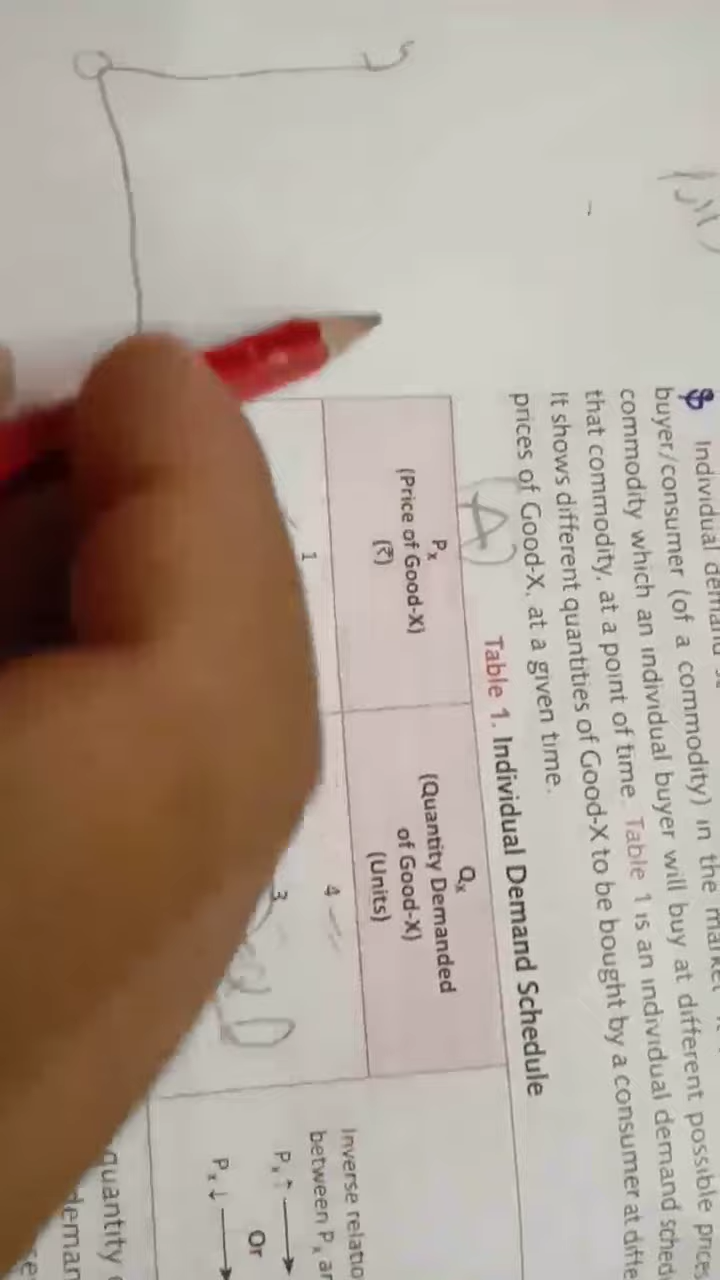 Individual demand
buyer/consumer (of a commodity) in the market
commodity which an individual buyer will buy at different possible prices
that commodity, at a point of time. Table 1 is an individual demand sched
It shows different quantities of Good-X to be bought by a consumer at diffe
prices of Good-X, at a given time.
(A)
Table 1. Individual Demand Schedule
Px
(Price of Good-X)
(₹)
Qx
(Quantity Demanded
of Good-X)
(Units)
1
4
3
Inverse relatio
between Px an
Px ↑ →
Or
Px ↓ →
quantity
deman